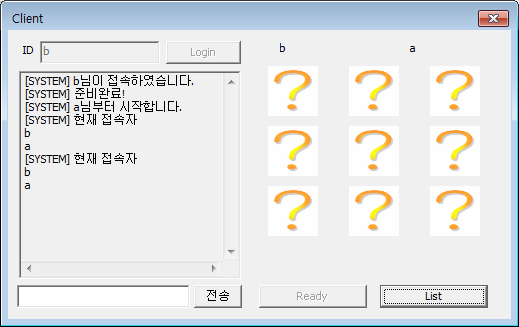 Client
ID b Login
b a
[SYSTEM] b님이 접속하였습니다.
[SYSTEM] 준비완료!
[SYSTEM] a님부터 시작합니다.
[SYSTEM] 현재 접속자
b
a
[SYSTEM] 현재 접속자
b
a
? ? ?
? ? ?
? ? ?
전송 Ready List